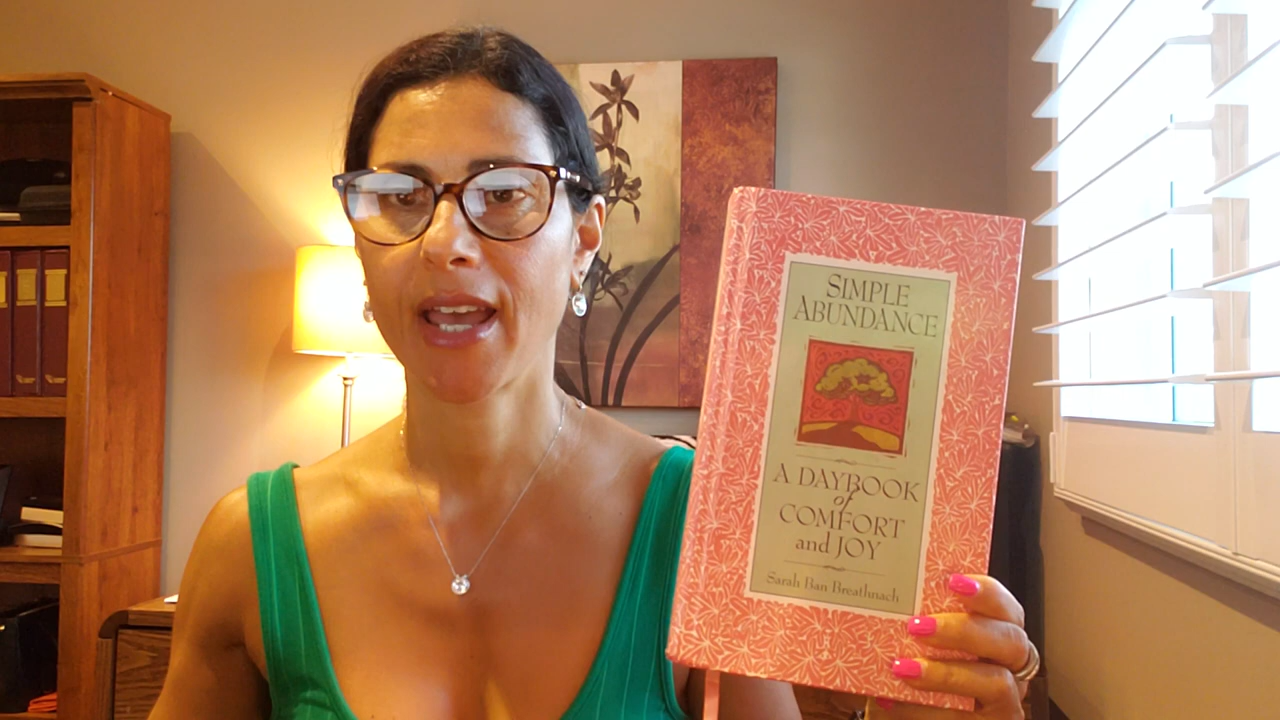 SIMPLE
ABUNDANCE
A DAYBOOK
of
COMFORT
and JOY
Sarah Ban Breathnach